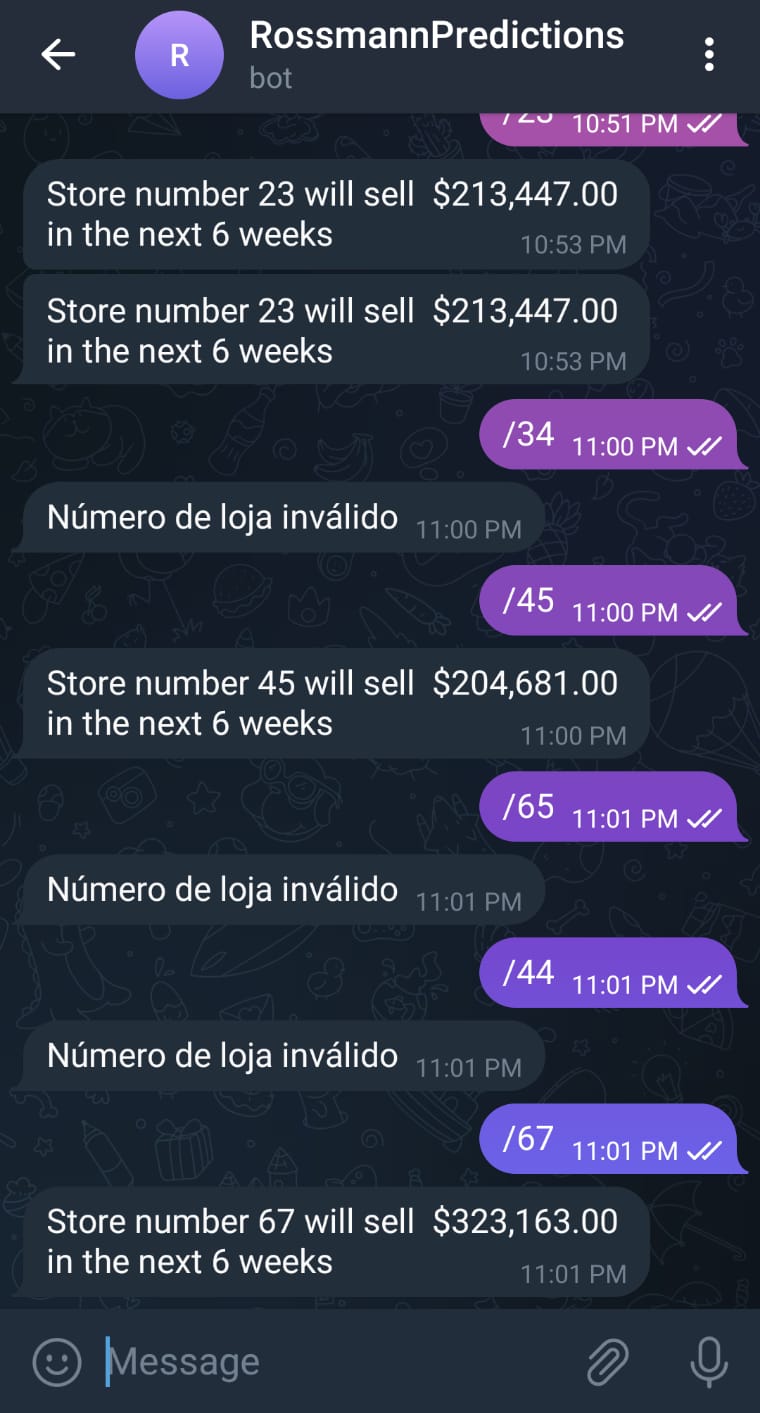 RossmannPredictions
R
bot
/23 10:51 PM
Store number 23 will sell $213,447.00
in the next 6 weeks
10:53 PM
Store number 23 will sell $213,447.00
in the next 6 weeks
10:53 PM
/34 11:00 PM
Número de loja inválido 11:00 PM
/45 11:00 PM
Store number 45 will sell $204,681.00
in the next 6 weeks
11:00 PM
/65 11:01 PM
Número de loja inválido 11:01 PM
/44 11:01 PM
Número de loja inválido 11:01 PM
/67 11:01 PM
Store number 67 will sell $323,163.00
in the next 6 weeks
11:01 PM
Message